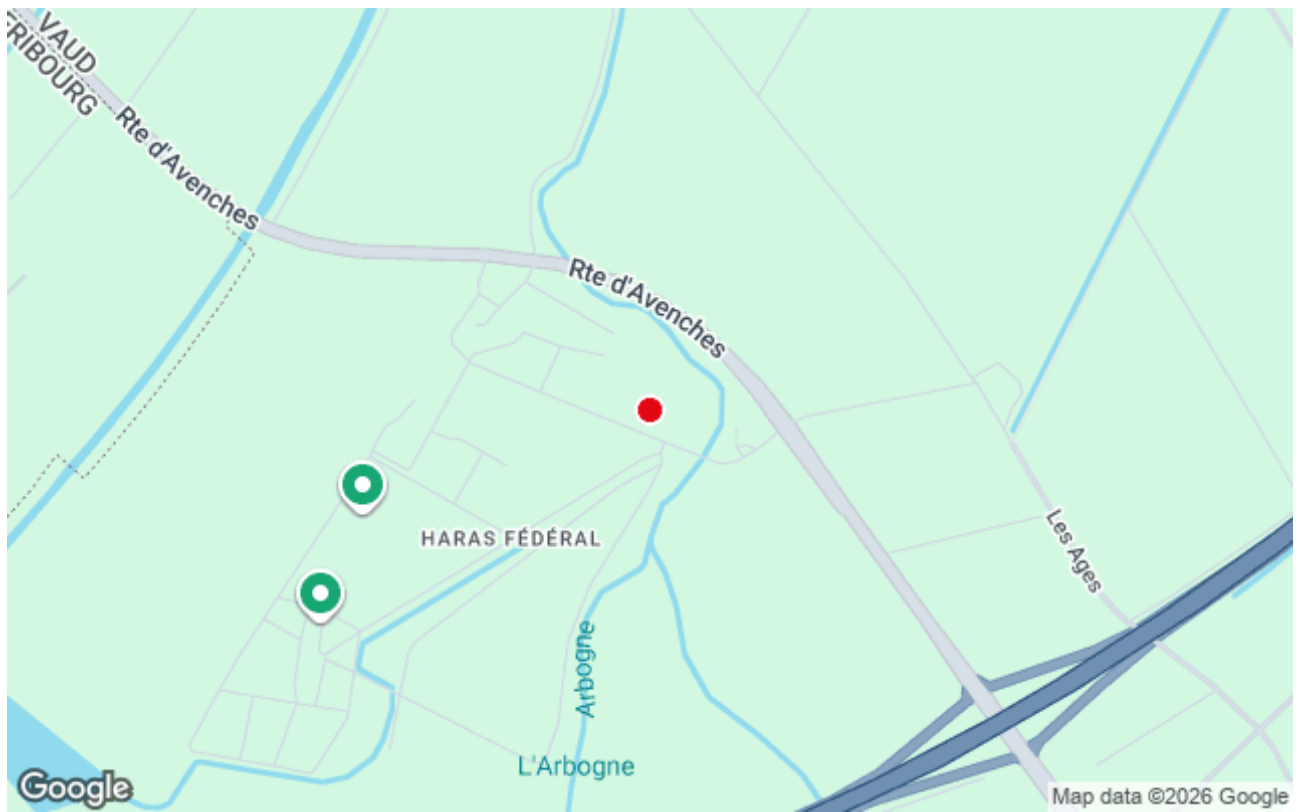 VAUD
FRIBOURG
Rte d'Avenches
Rte d'Avenches
HARAS FÉDÉRAL
Les Ages
Arbogne
L'Arbogne
Google
Map data ©2026 Google